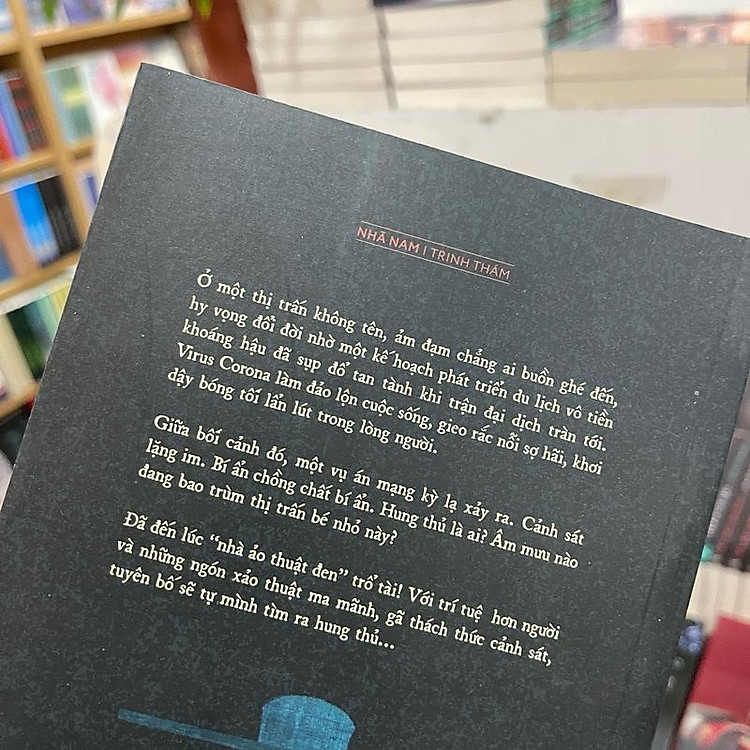 NHÃ NAM | TRINH THÁM
Ở một thị trấn không tên, ảm đạm chẳng ai buồn ghé đến,
hy vọng đổi đời nhờ một kế hoạch phát triển du lịch vô tiền
khoáng hậu đã sụp đổ tan tành khi trận đại dịch tràn tới.
Virus Corona làm đảo lộn cuộc sống, gieo rắc nỗi sợ hãi, khơi
dậy bóng tối lẩn lút trong lòng người.
Giữa bối cảnh đó, một vụ án mạng kỳ lạ xảy ra. Cảnh sát
lặng im. Bí ẩn chồng chất bí ẩn. Hung thủ là ai? Âm mưu nào
đang bao trùm thị trấn bé nhỏ này?
Đã đến lúc “nhà ảo thuật đen” trổ tài! Với trí tuệ hơn người
và những ngón xảo thuật ma mãnh, gã thách thức cảnh sát,
tuyên bố sẽ tự mình tìm ra hung thủ...